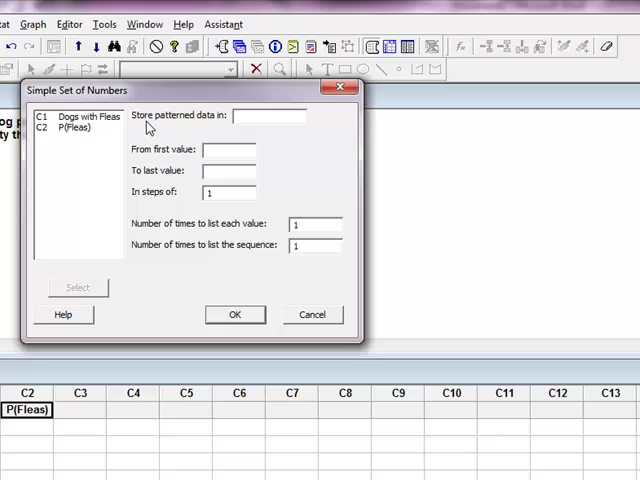 Stat Graph Editor Tools Window Help Assistant
Simple Set of Numbers
C1 Dogs with Fleas
C2 P(Fleas)
Store patterned data in:
From first value:
To last value:
In steps of: 1
Number of times to list each value: 1
Number of times to list the sequence: 1
Select
Help OK Cancel
C2 C3 C4 C5 C6 C7 C8 C9 C10 C11 C12 C13
P(Fleas)